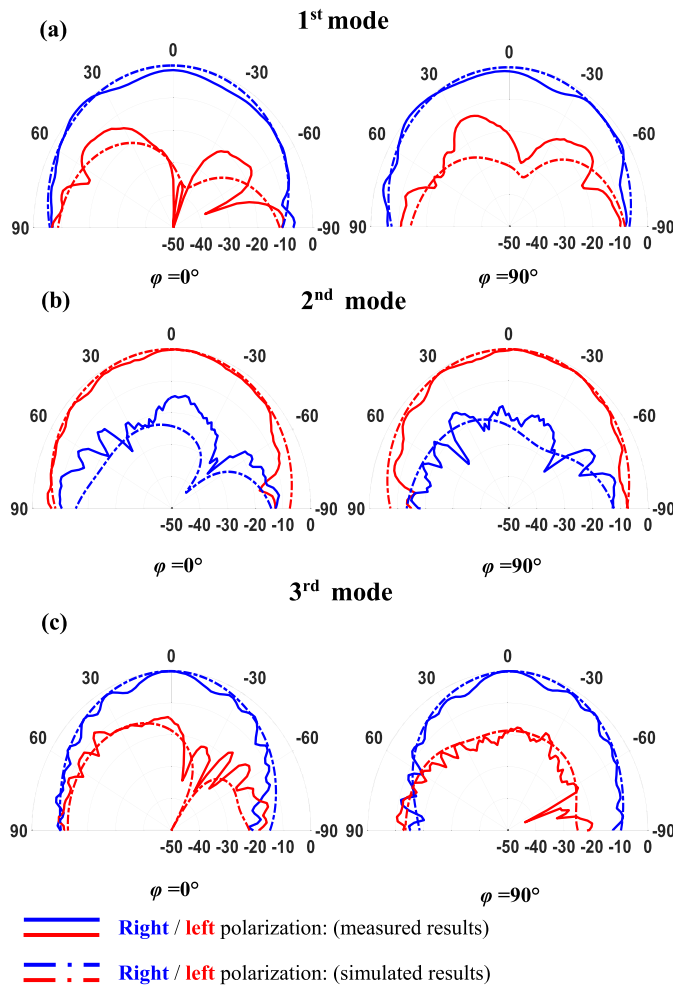 1st mode
(a)
0 0
30 -30 30 -30
60 -60 60 -60
90 -50 -40 -30 -20 -10 0 -90 90 -50 -40 -30 -20 -10 0 -90
φ =0° φ =90°
2nd mode
(b)
0 0
30 -30 30 -30
60 -60 60 -60
90 -50 -40 -30 -20 -10 0 -90 90 -50 -40 -30 -20 -10 0 -90
φ =0° φ =90°
3rd mode
(c)
0 0
30 -30 30 -30
60 -60 60 -60
90 -50 -40 -30 -20 -10 0 -90 90 -50 -40 -30 -20 -10 0 -90
φ =0° φ =90°
Right / left polarization: (measured results)
Right / left polarization: (simulated results)